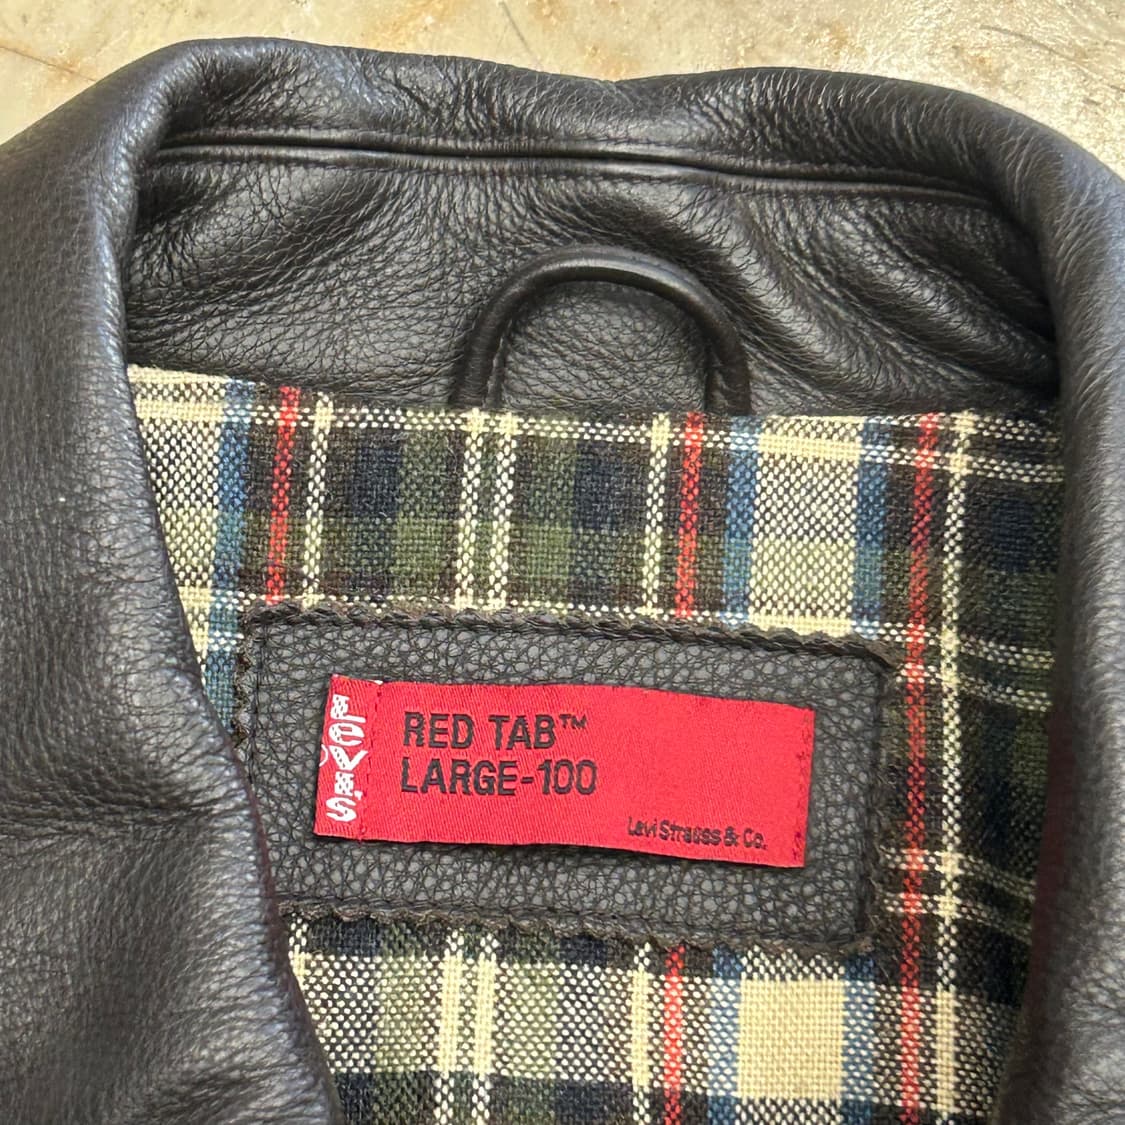 LEVI'S
RED TAB™
LARGE-100
Levi Strauss & Co.